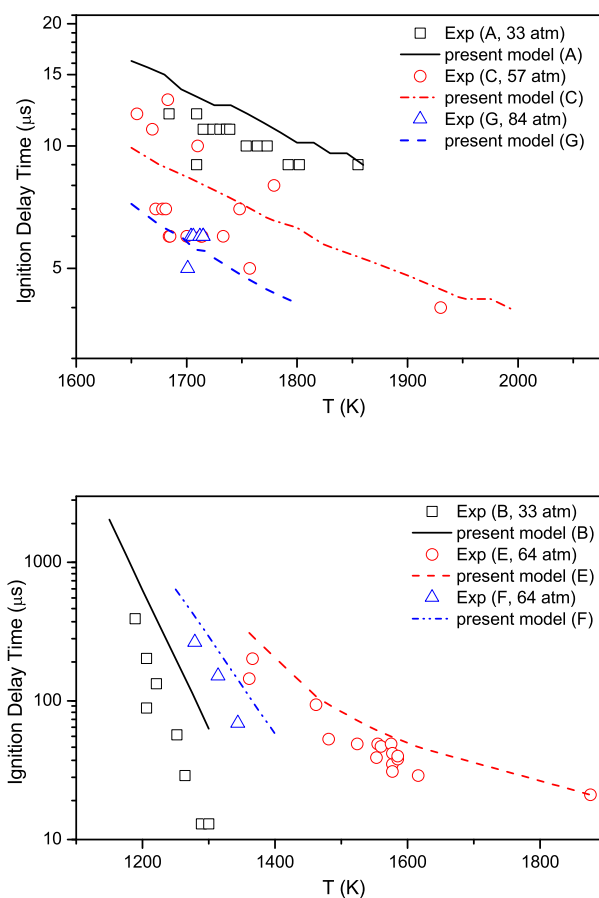 20
15
10
5
Ignition Delay Time (μs)
Exp (A, 33 atm)
present model (A)
Exp (C, 57 atm)
present model (C)
Exp (G, 84 atm)
present model (G)
1600 1700 1800 1900 2000
T (K)
1000
100
10
Ignition Delay Time (μs)
Exp (B, 33 atm)
present model (B)
Exp (E, 64 atm)
present model (E)
Exp (F, 64 atm)
present model (F)
1200 1400 1600 1800
T (K)